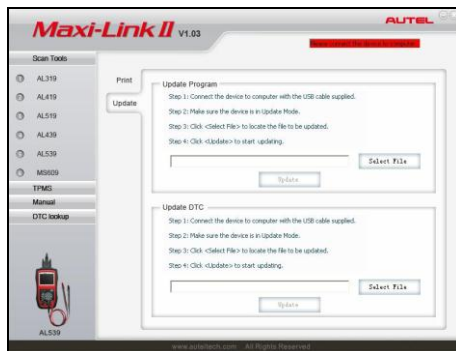 Maxi-Link II V1.03
AUTEL
Please connect the device to computer
Scan Tools
AL319
AL419
AL519
AL439
AL539
MS609
TPMS
Manual
DTC lookup
AL539
Print
Update
Update Program
Step 1: Connect the device to computer with the USB cable supplied.
Step 2: Make sure the device is in Update Mode.
Step 3: Click <Select File> to locate the file to be updated.
Step 4: Click <Update> to start updating.
Select File
Update
Update DTC
Step 1: Connect the device to computer with the USB cable supplied.
Step 2: Make sure the device is in Update Mode.
Step 3: Click <Select File> to locate the file to be updated.
Step 4: Click <Update> to start updating.
Select File
Update
www.auteltech.com All Rights Reserved